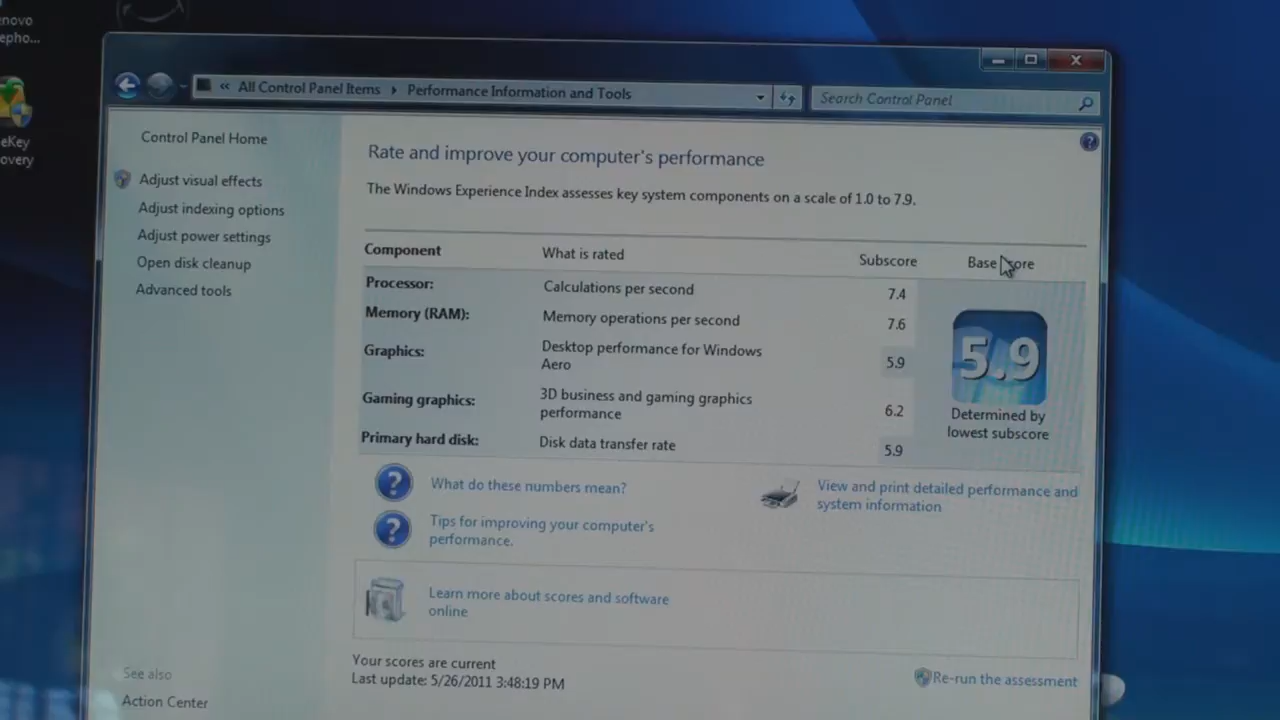 enovo
epho...
eKey
overy
« All Control Panel Items › Performance Information and Tools
Search Control Panel
Control Panel Home
Adjust visual effects
Adjust indexing options
Adjust power settings
Open disk cleanup
Advanced tools
Rate and improve your computer's performance
The Windows Experience Index assesses key system components on a scale of 1.0 to 7.9.
Component What is rated Subscore Base score
Processor: Calculations per second 7.4
Memory (RAM): Memory operations per second 7.6
Graphics: Desktop performance for Windows
Aero 5.9
Gaming graphics: 3D business and gaming graphics
performance 6.2
Primary hard disk: Disk data transfer rate 5.9
5.9
Determined by
lowest subscore
What do these numbers mean?
Tips for improving your computer's
performance.
View and print detailed performance and
system information
Learn more about scores and software
online
Your scores are current
Last update: 5/26/2011 3:48:19 PM
Re-run the assessment
See also
Action Center